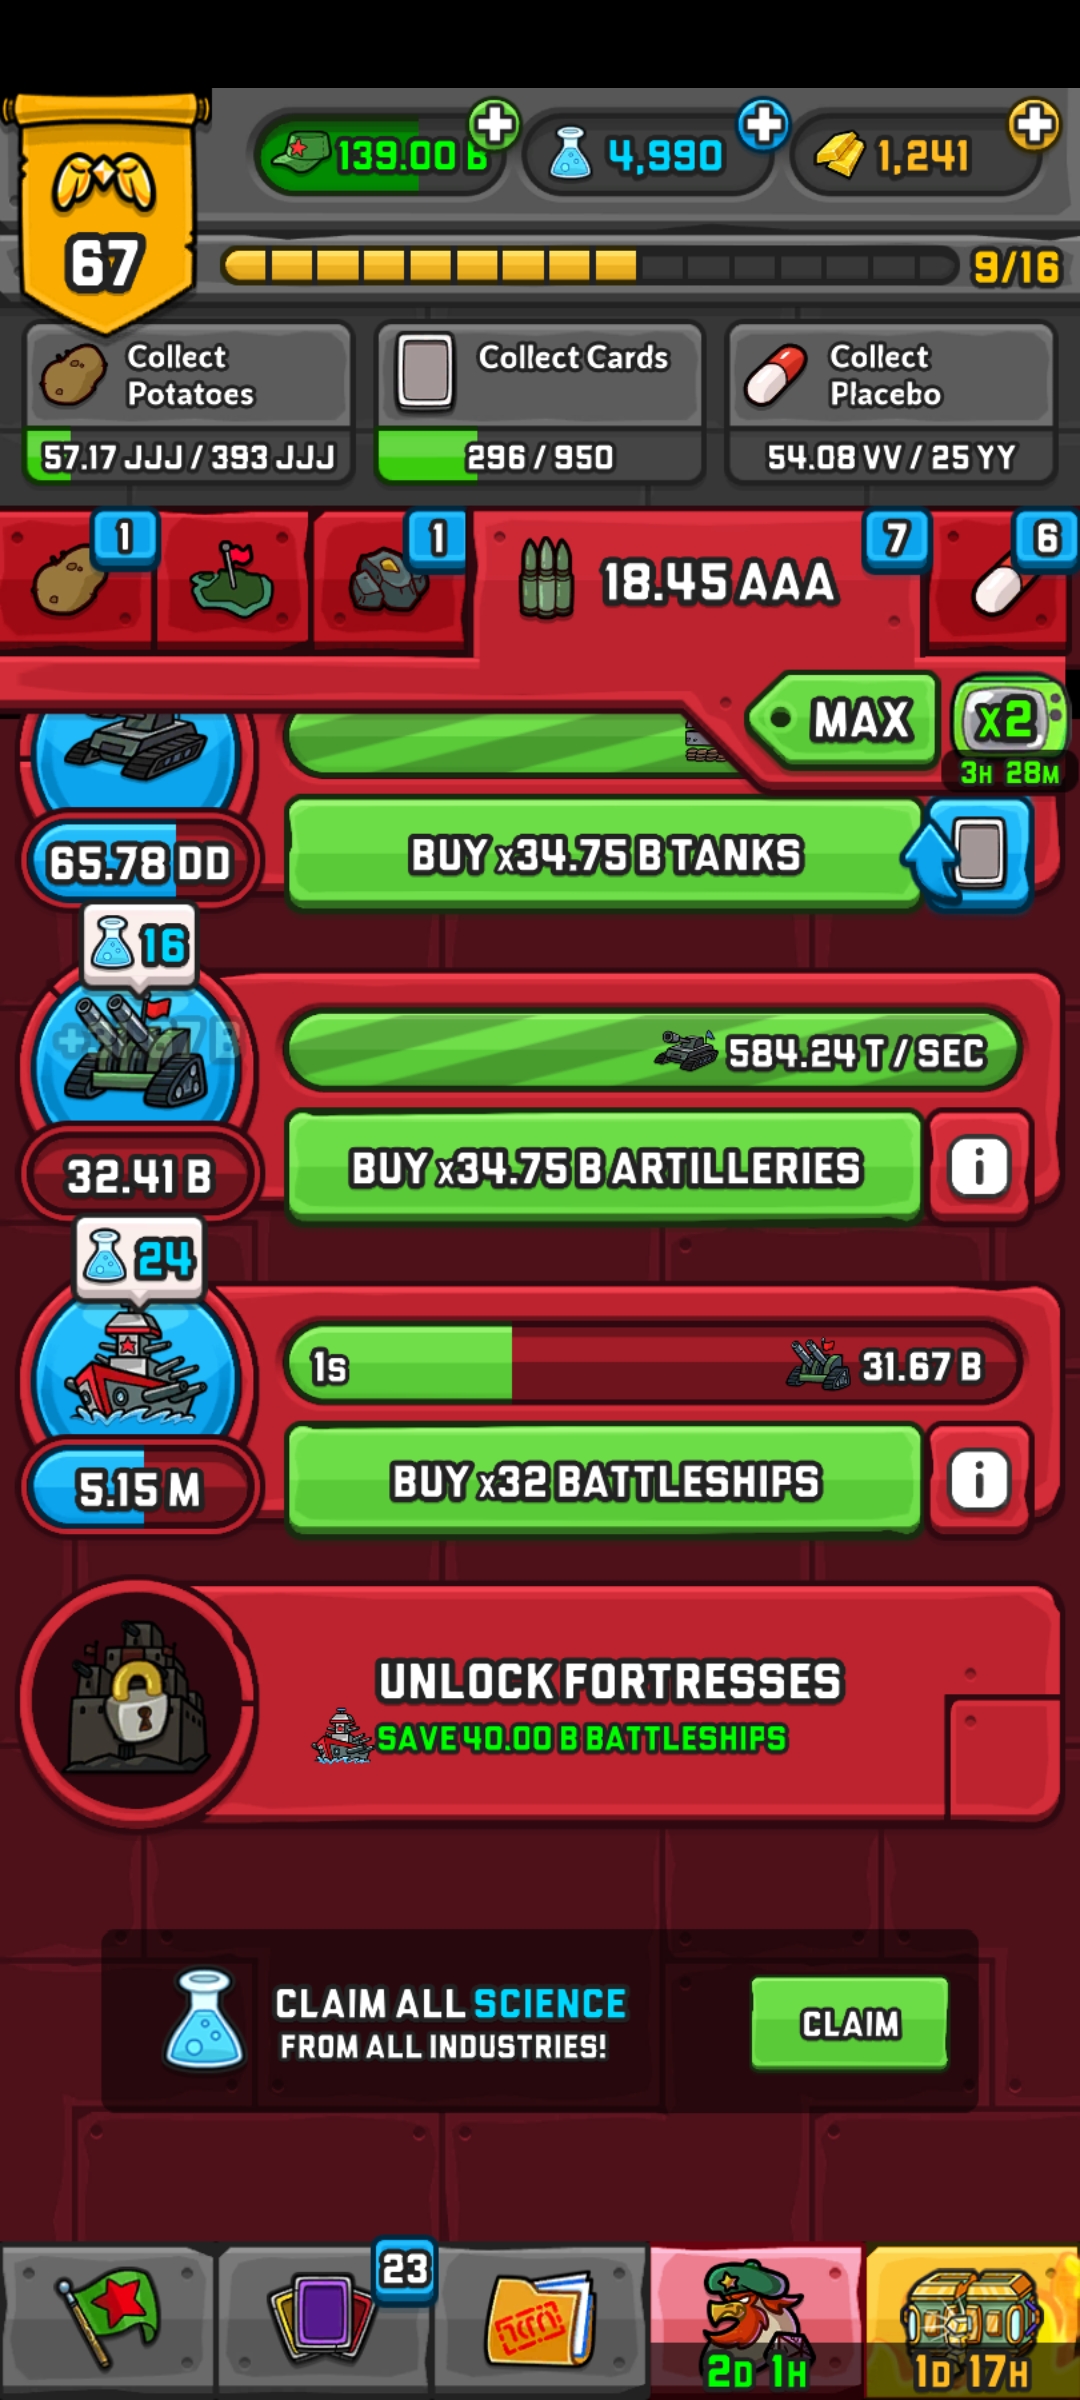 139.00 B
4,990
1,241
67
9/16
Collect
Potatoes
57.17 JJJ / 393 JJJ
Collect Cards
296 / 950
Collect
Placebo
54.08 VV / 25 YY
1
1
18.45 AAA
7
6
MAX
x2
3H 28M
65.78 DD
BUY x34.75 B TANKS
16
584.24 T / SEC
32.41 B
BUY x34.75 B ARTILLERIES
i
24
1s
31.67 B
5.15 M
BUY x32 BATTLESHIPS
i
UNLOCK FORTRESSES
SAVE 40.00 B BATTLESHIPS
CLAIM ALL SCIENCE
FROM ALL INDUSTRIES!
CLAIM
23
2D 1H
1D 17H